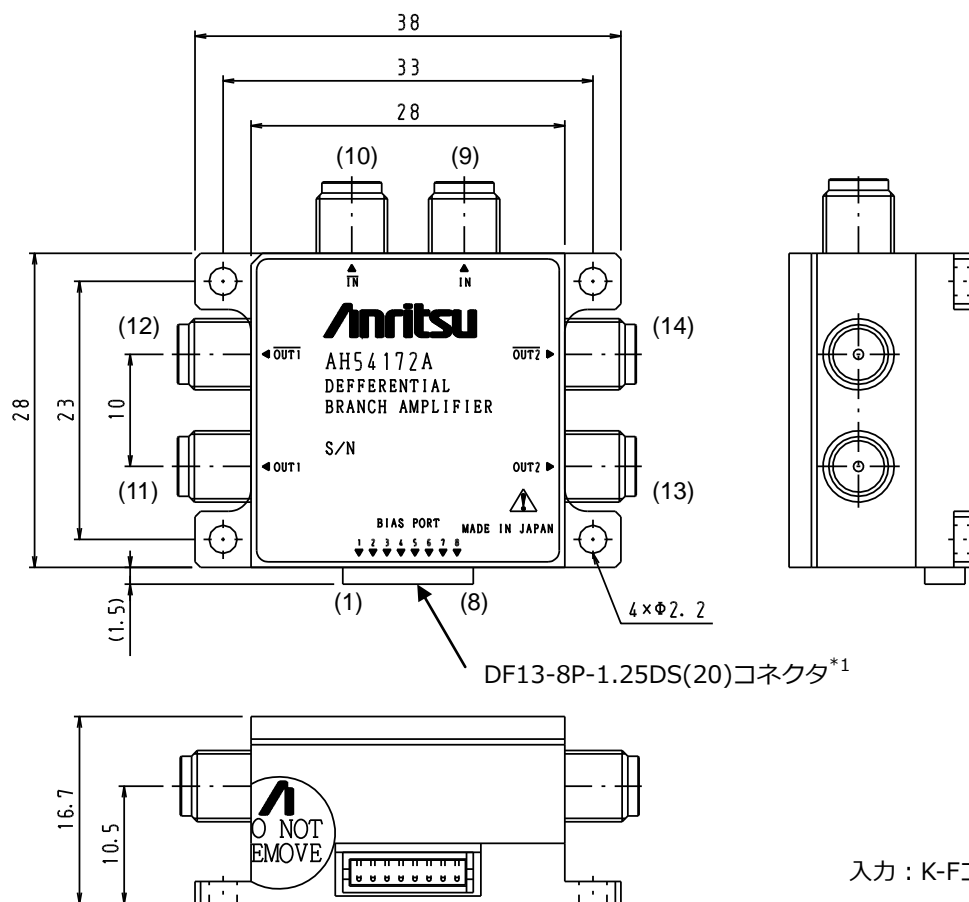 38
33
28
(10) (9)
IN IN
Anritsu
(12) (14)
OUT1 OUT2
AH54172A
DEFFERENTIAL
BRANCH AMPLIFIER
28 23 10
S/N
OUT1 OUT2
(11) (13)
BIAS PORT MADE IN JAPAN
1 2 3 4 5 6 7 8
(1) (8)
(1.5)
4×Φ2.2
DF13-8P-1.25DS(20)コネクタ*1
16.7
10.5
O NOT
EMOVE
入力：K-F